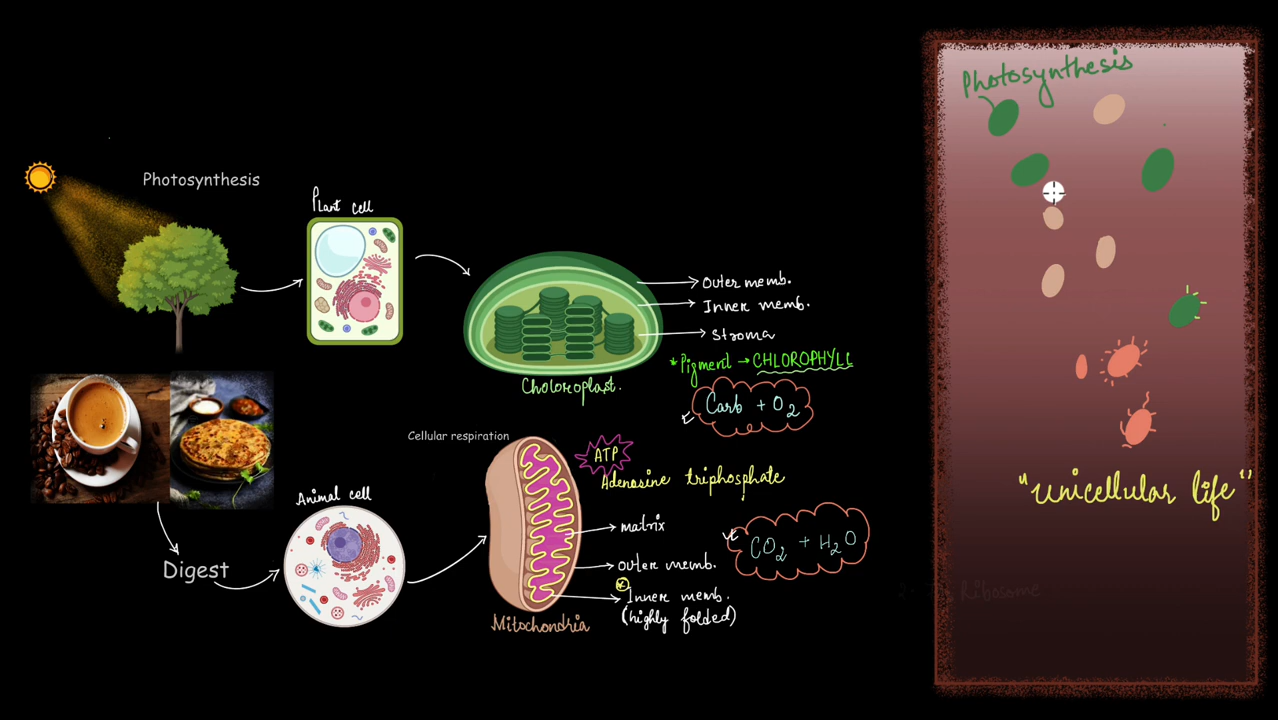 Photosynthesis
Plant cell
Outer memb.
Inner memb.
Stroma
*Pigment → CHLOROPHYLL
Choloroplast.
Carb + O2
Cellular respiration
ATP
Adenosine triphosphate
Animal cell
matrix
CO2 + H2O
outer memb.
Inner memb.
(highly folded)
Digest
Mitochondria
Photosynthesis
"Unicellular life"
Ribosome